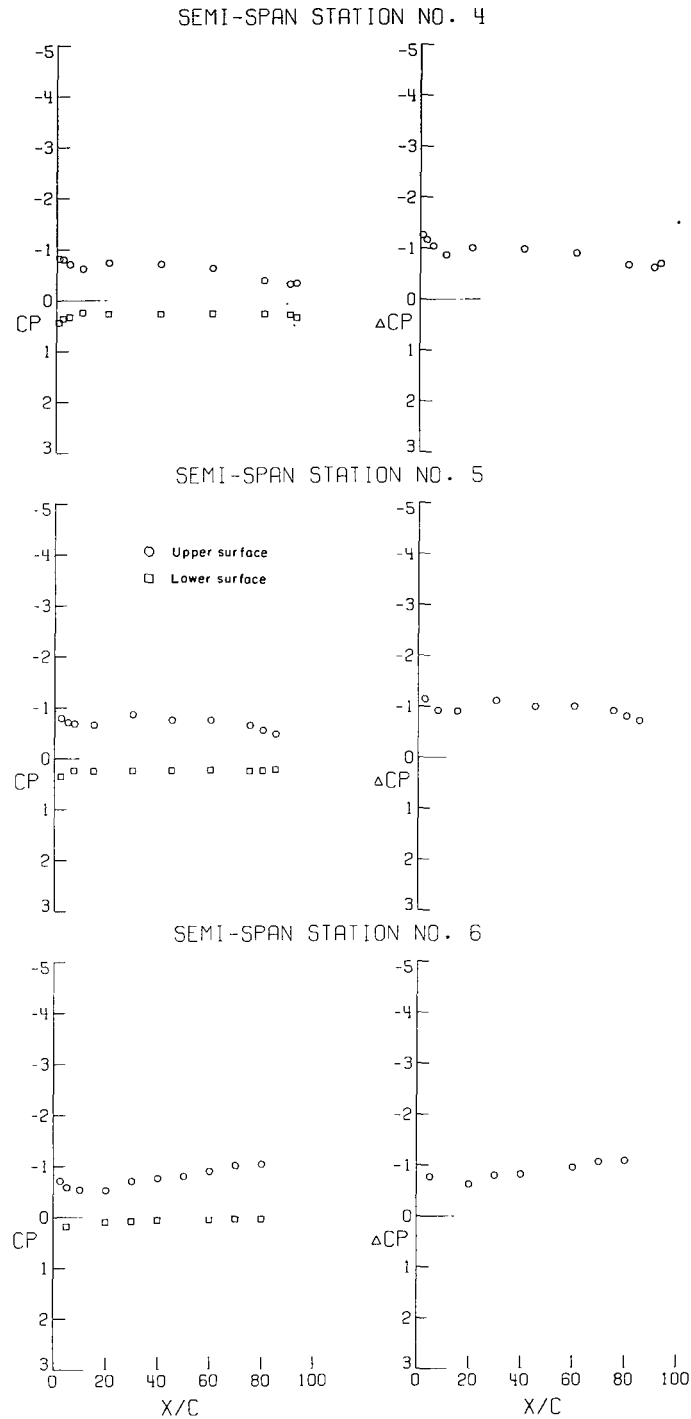 SEMI-SPAN STATION NO. 4
-5 -5
-4 -4
-3 -3
-2 -2
-1 -1
0 0
CP ΔCP
1 1
2 2
3 3
SEMI-SPAN STATION NO. 5
-5 -5
○ Upper surface
-4 -4
□ Lower surface
-3 -3
-2 -2
-1 -1
0 0
CP ΔCP
1 1
2 2
3 3
SEMI-SPAN STATION NO. 6
-5 -5
-4 -4
-3 -3
-2 -2
-1 -1
0 0
CP ΔCP
1 1
2 2
3 3
0 20 40 60 80 100 0 20 40 60 80 100
X/C X/C